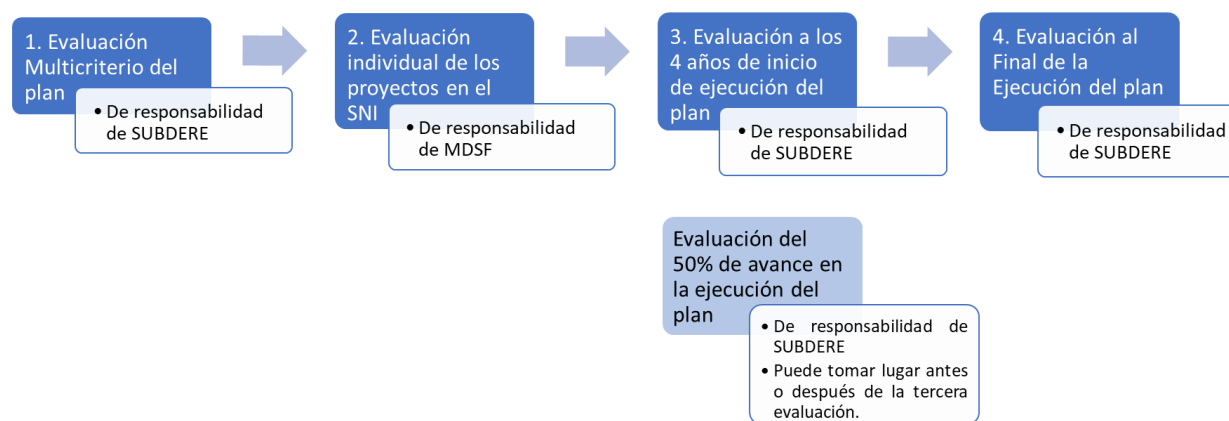 1. Evaluación
Multicriterio del
plan
• De responsabilidad
de SUBDERE
2. Evaluación
individual de los
proyectos en el
SNI
• De responsabilidad
de MDSF
3. Evaluación a los
4 años de inicio
de ejecución del
plan
• De responsabilidad
de SUBDERE
4. Evaluación al
Final de la
Ejecución del plan
• De responsabilidad
de SUBDERE
Evaluación del
50% de avance en
la ejecución del
plan
• De responsabilidad de
SUBDERE
• Puede tomar lugar antes
o después de la tercera
evaluación.